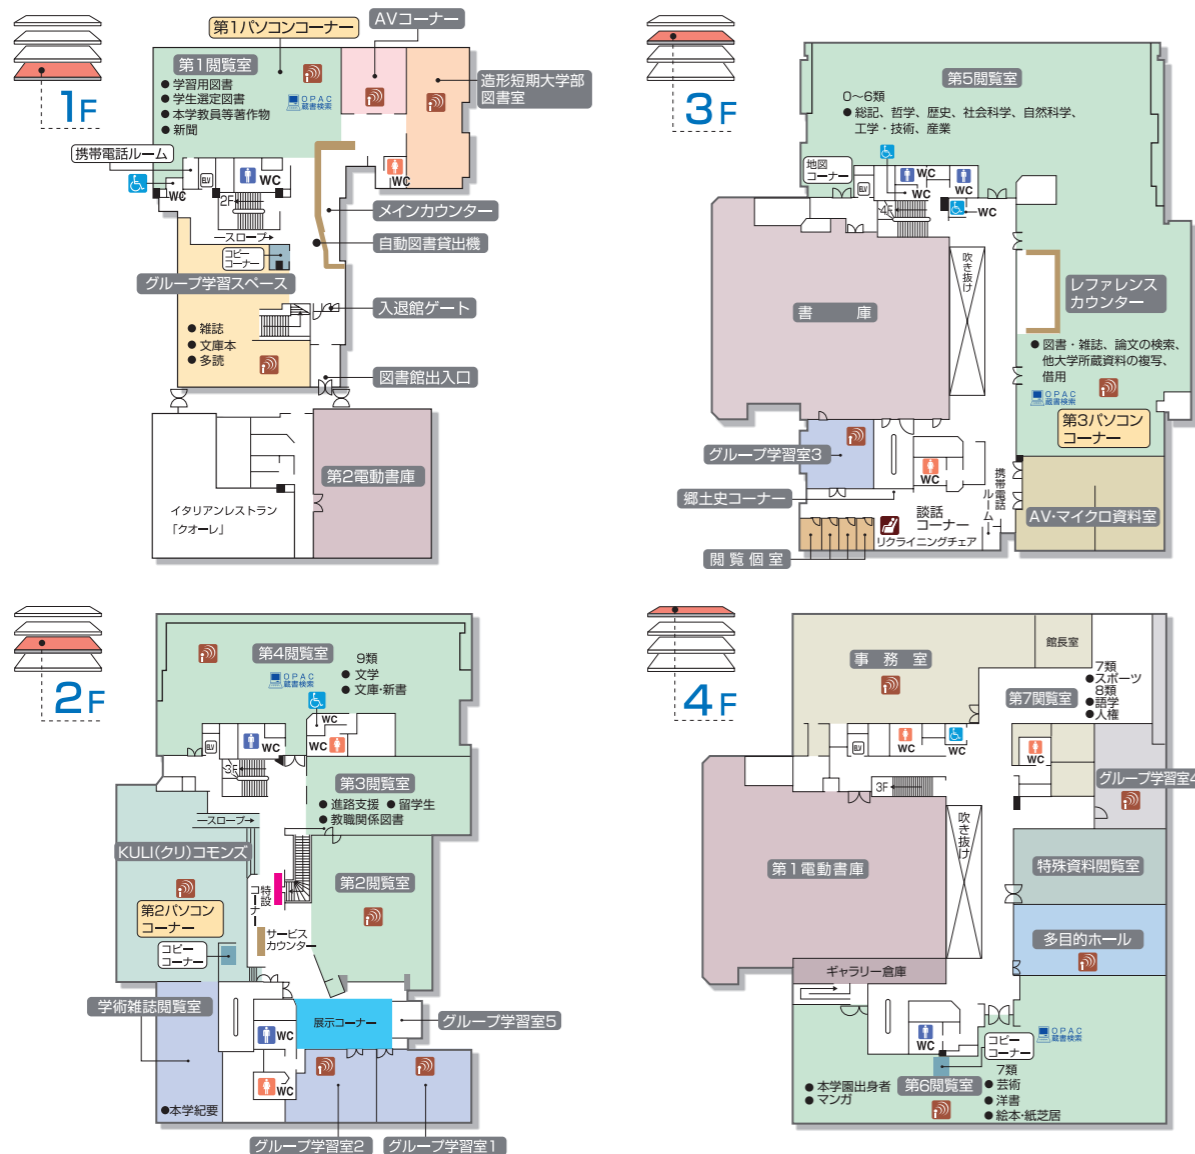 1F
第1パソコンコーナー
AVコーナー
第1閲覧室
● 学習用図書
● 学生選定図書
● 本学教員等著作物
● 新聞
OPAC
蔵書検索
造形短期大学部
図書室
携帯電話ルーム
WC
ELV
WC
WC
2F
スロープ
メインカウンター
自動図書貸出機
コピー
コーナー
グループ学習スペース
入退館ゲート
● 雑誌
● 文庫本
● 多読
図書館出入口
第2電動書庫
イタリアンレストラン
「クオーレ」
3F
第5閲覧室
0～6類
● 総記、哲学、歴史、社会科学、自然科学、
工学・技術、産業
地図
コーナー
ELV
WC
WC
WC
4F
吹き抜け
書庫
レファレンス
カウンター
● 図書・雑誌、論文の検索、
他大学所蔵資料の複写、
借用
OPAC
蔵書検索
第3パソコン
コーナー
グループ学習室3
WC
郷土史コーナー
携帯電話
ルーム
談話
コーナー
リクライニングチェア
AV・マイクロ資料室
閲覧個室
2F
第4閲覧室
9類
● 文学
● 文庫・新書
OPAC
蔵書検索
WC
ELV
WC
WC
3F
第3閲覧室
● 進路支援 ● 留学生
● 教職関係図書
スロープ
KULI(クリ)コモンズ
第2閲覧室
特設
コーナー
第2パソコン
コーナー
サービス
カウンター
コピー
コーナー
学術雑誌閲覧室
展示コーナー
グループ学習室5
WC
WC
●本学紀要
グループ学習室2
グループ学習室1
4F
事務室
館長室
7類
●スポーツ
8類
●語学
●人権
第7閲覧室
ELV
WC
WC
WC
3F
グループ学習室4
吹き抜け
第1電動書庫
特殊資料閲覧室
多目的ホール
ギャラリー倉庫
WC
コピー
コーナー
OPAC
蔵書検索
● 本学園出身者
● マンガ
第6閲覧室
7類
● 芸術
● 洋書
● 絵本・紙芝居